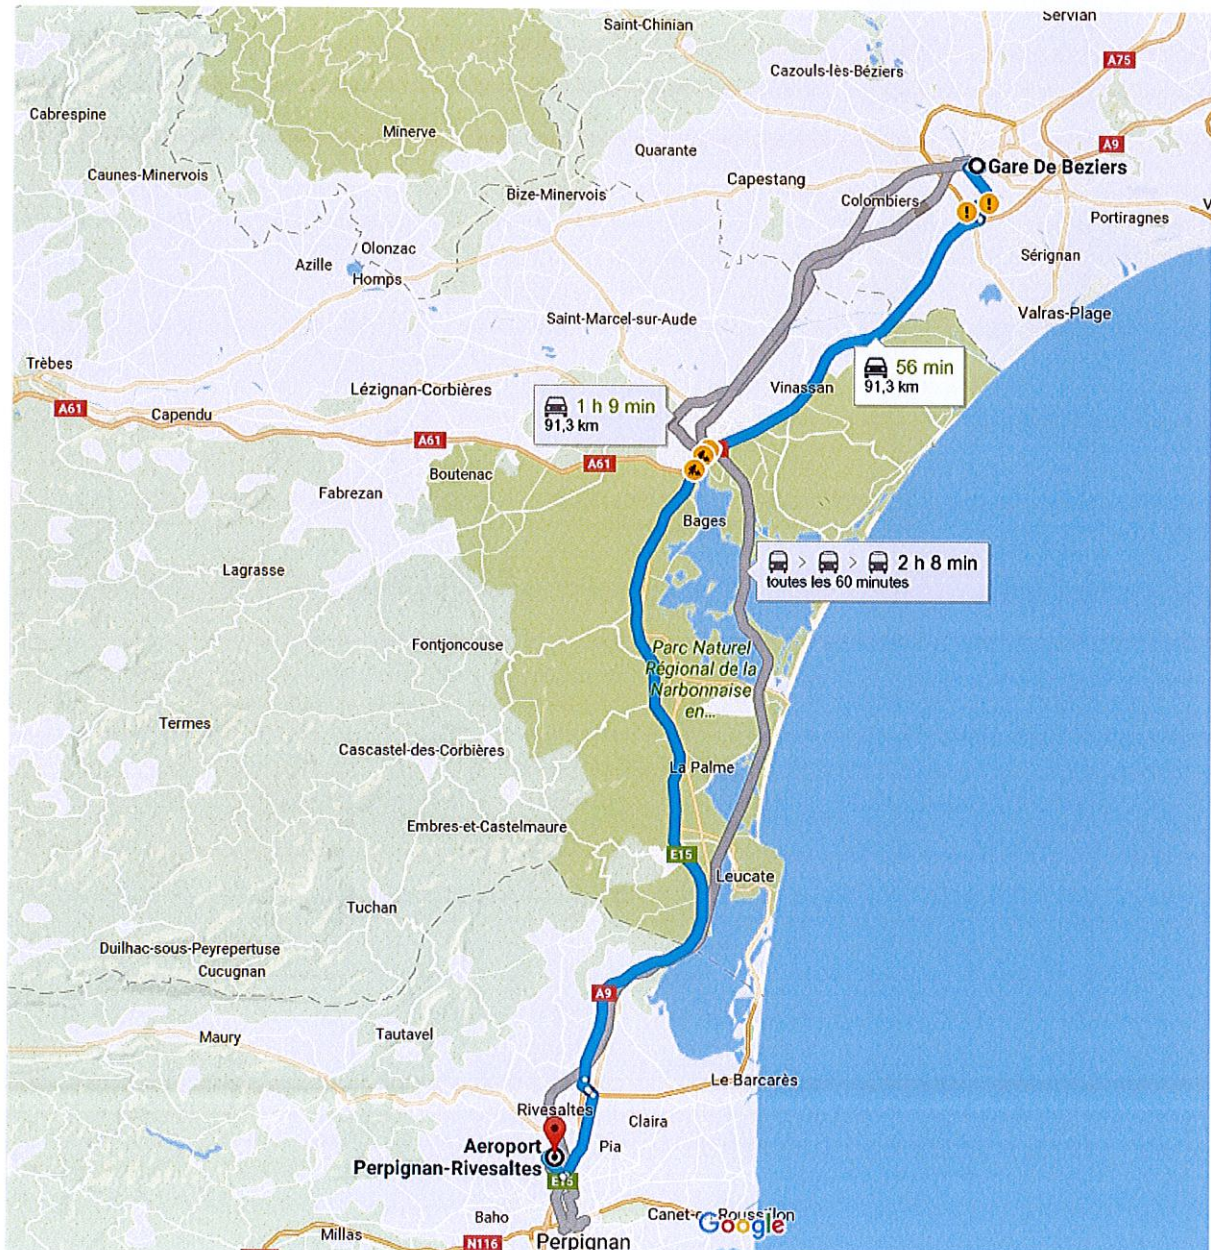 Saint-Chinian
Servian
A75
Cazouls-lès-Béziers
Cabrespine
Minerve
A9
Quarante
Gare De Beziers
Caunes-Minervois
Capestang
Bize-Minervois
Colombiers
Portiragnes
Olonzac
Azille
Homps
Sérignan
Saint-Marcel-sur-Aude
Valras-Plage
Trèbes
56 min
91,3 km
Lézignan-Corbières
Vinassan
1 h 9 min
91,3 km
A61
Capendu
A61
A61
Boutenac
Fabrezan
Bages
Lagrasse
> > 2 h 8 min
toutes les 60 minutes
Fontjoncouse
Parc Naturel
Régional de la
Narbonnaise
en...
Termes
Cascastel-des-Corbières
La Palme
Embres-et-Castelmaure
E15
Leucate
Tuchan
Duilhac-sous-Peyrepertuse
Cucugnan
A9
Maury
Tautavel
Le Barcarès
Rivesaltes
Claira
Aeroport
Perpignan-Rivesaltes
Pia
E15
Baho
Canet-en-Roussillon
Google
Millas
N116
Perpignan